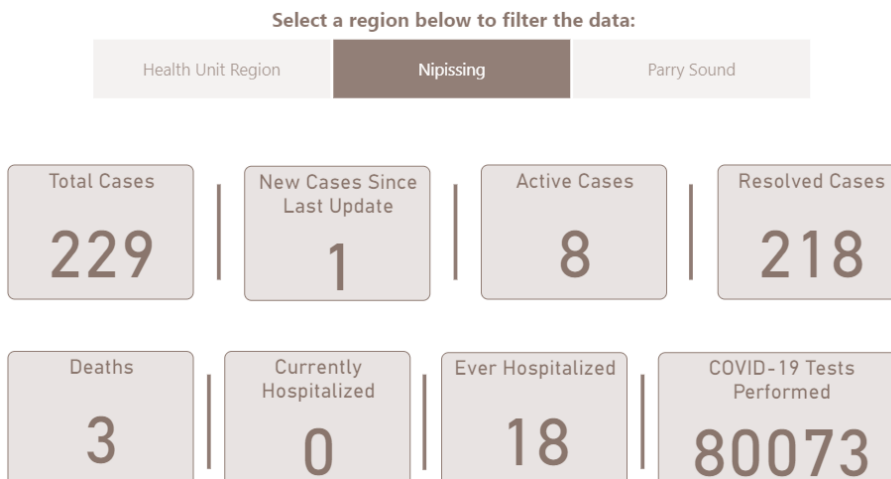 Select a region below to filter the data:
Health Unit Region
Nipissing
Parry Sound
Total Cases
229
New Cases Since
Last Update
1
Active Cases
8
Resolved Cases
218
Deaths
3
Currently
Hospitalized
0
Ever Hospitalized
18
COVID-19 Tests
Performed
80073